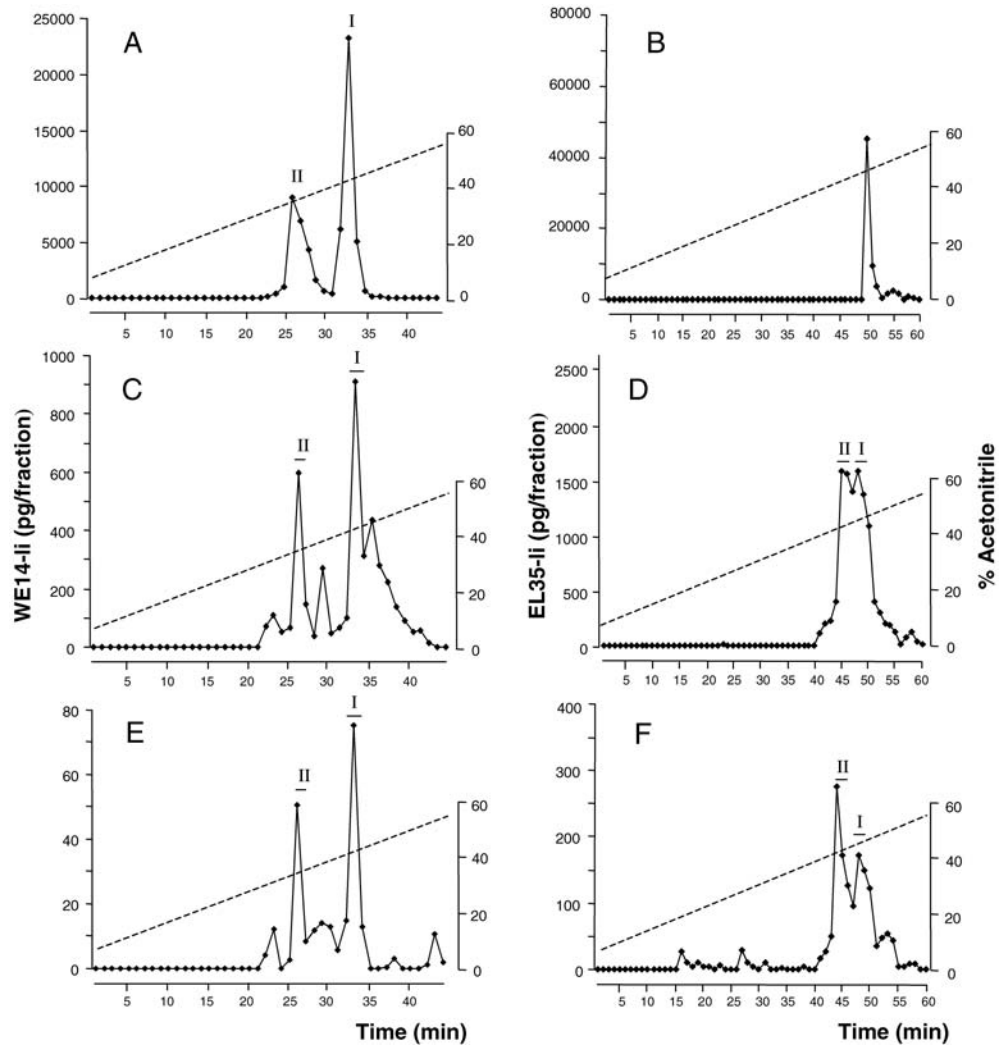 A
I
II
25000
20000
15000
10000
5000
0
60
40
20
0
5 10 15 20 25 30 35 40
B
80000
60000
40000
20000
0
60
40
20
0
5 10 15 20 25 30 35 40 45 50 55 60
C
I
II
1000
800
600
400
200
0
60
40
20
0
5 10 15 20 25 30 35 40
WE14-li (pg/fraction)
D
II I
2500
2000
1500
1000
500
0
60
40
20
0
5 10 15 20 25 30 35 40 45 50 55 60
EL35-li (pg/fraction)
% Acetonitrile
E
I
II
80
60
40
20
0
60
40
20
0
5 10 15 20 25 30 35 40
Time (min)
F
II
I
400
300
200
100
0
60
40
20
0
5 10 15 20 25 30 35 40 45 50 55 60
Time (min)